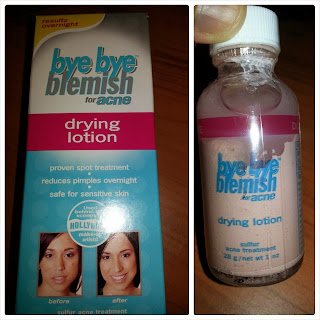 results
overnight
bye bye
blemish
for acne
drying
lotion
proven spot treatment
reduces pimples overnight
safe for sensitive skin
HOLLYWOOD
before
after
sulfur acne treatment
bye bye
blemish
for acne
drying lotion
sulfur
acne treatment
28 g/net wt 1 oz